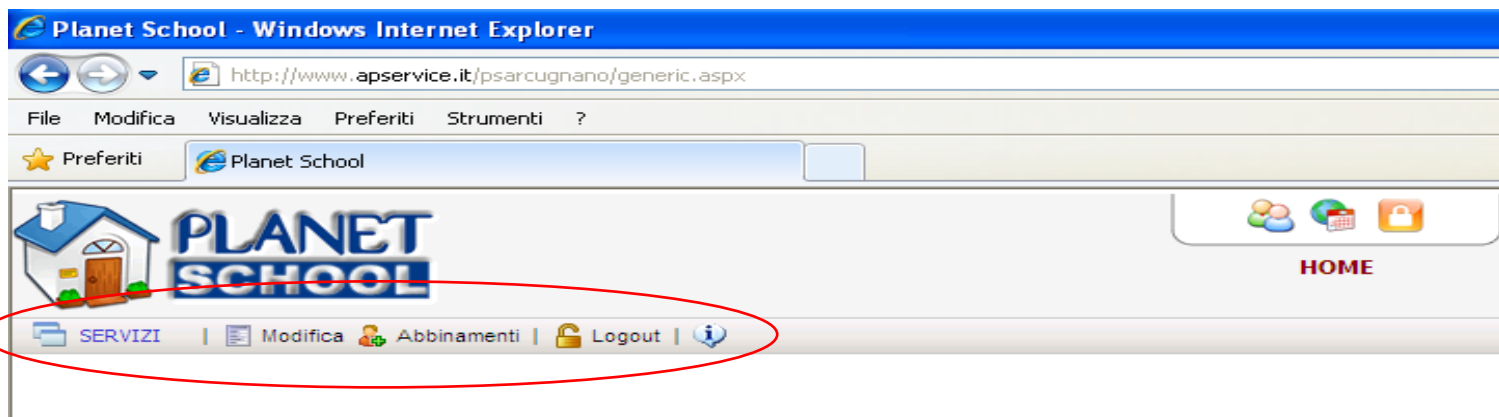 Planet School - Windows Internet Explorer
http://www.apservice.it/psarcugnano/generic.aspx
File Modifica Visualizza Preferiti Strumenti ?
Preferiti Planet School
PLANET
SCHOOL
HOME
SERVIZI | Modifica Abbinamenti | Logout |